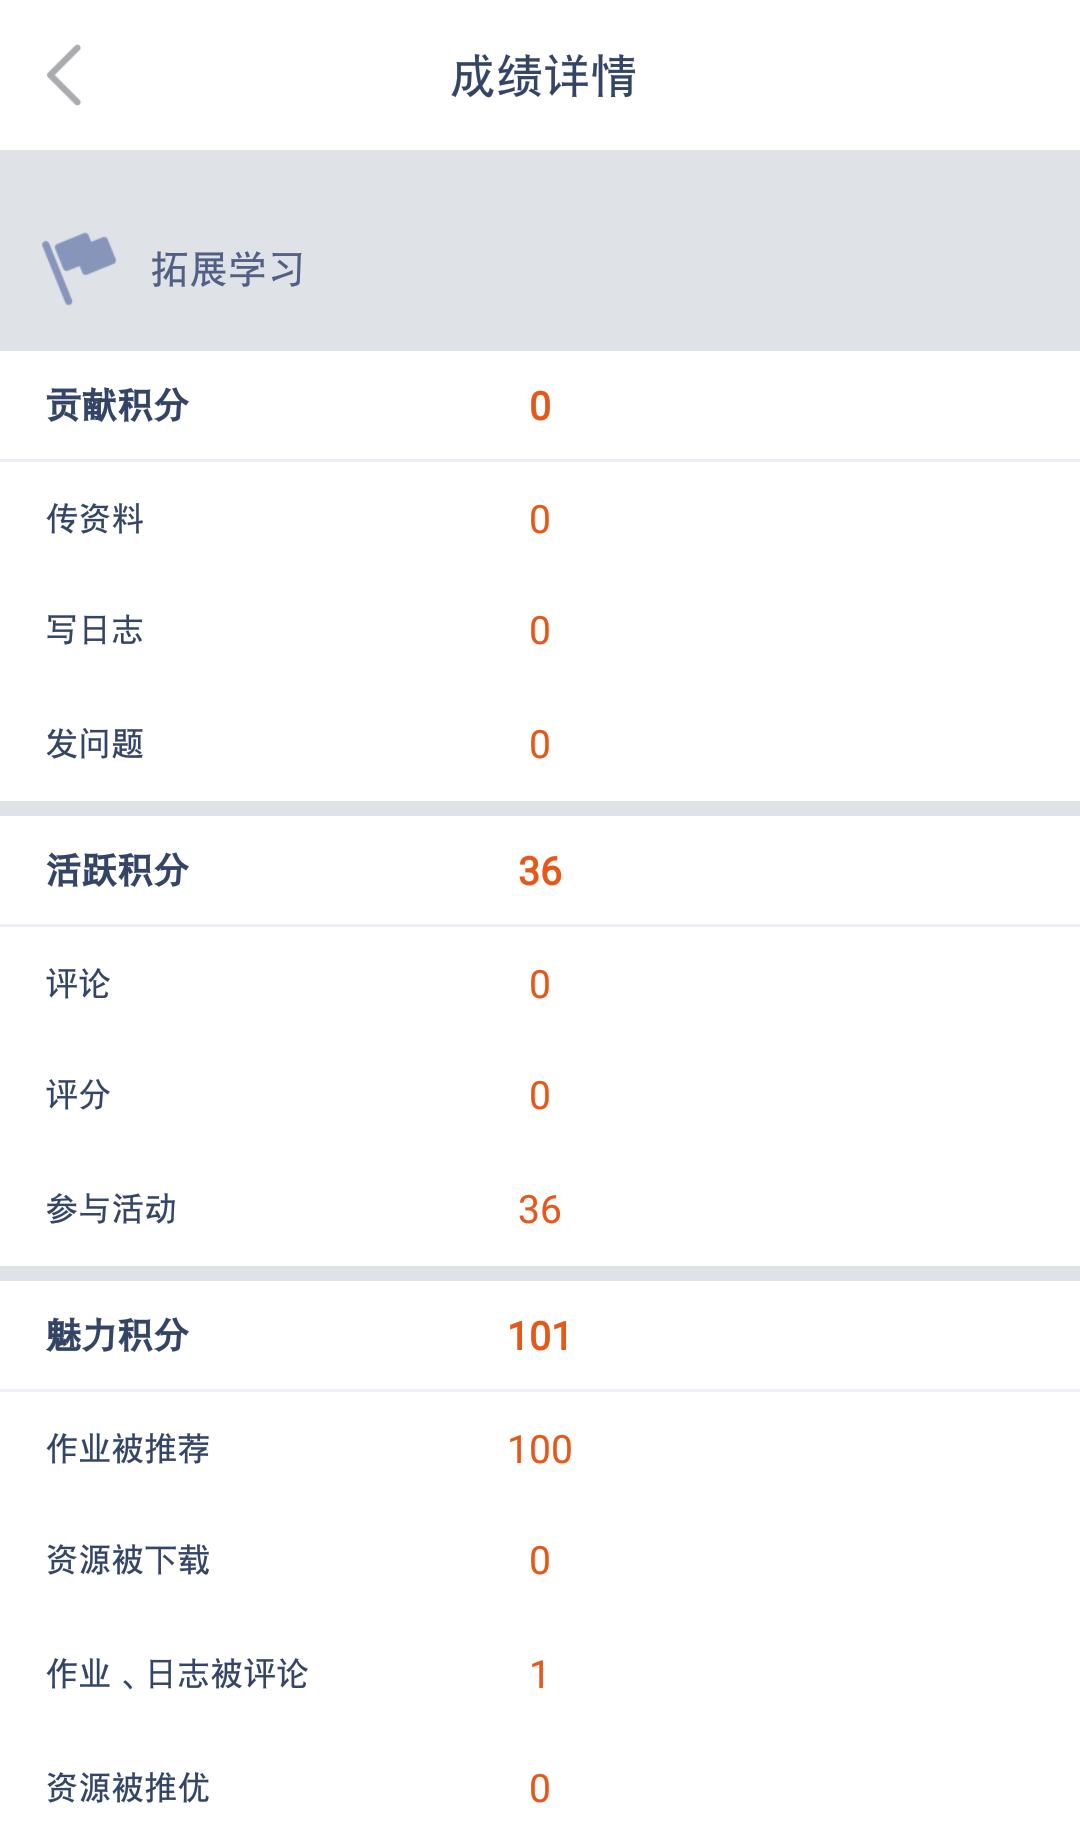 成绩详情
拓展学习
贡献积分 0
传资料 0
写日志 0
发问题 0
活跃积分 36
评论 0
评分 0
参与活动 36
魅力积分 101
作业被推荐 100
资源被下载 0
作业、日志被评论 1
资源被推优 0